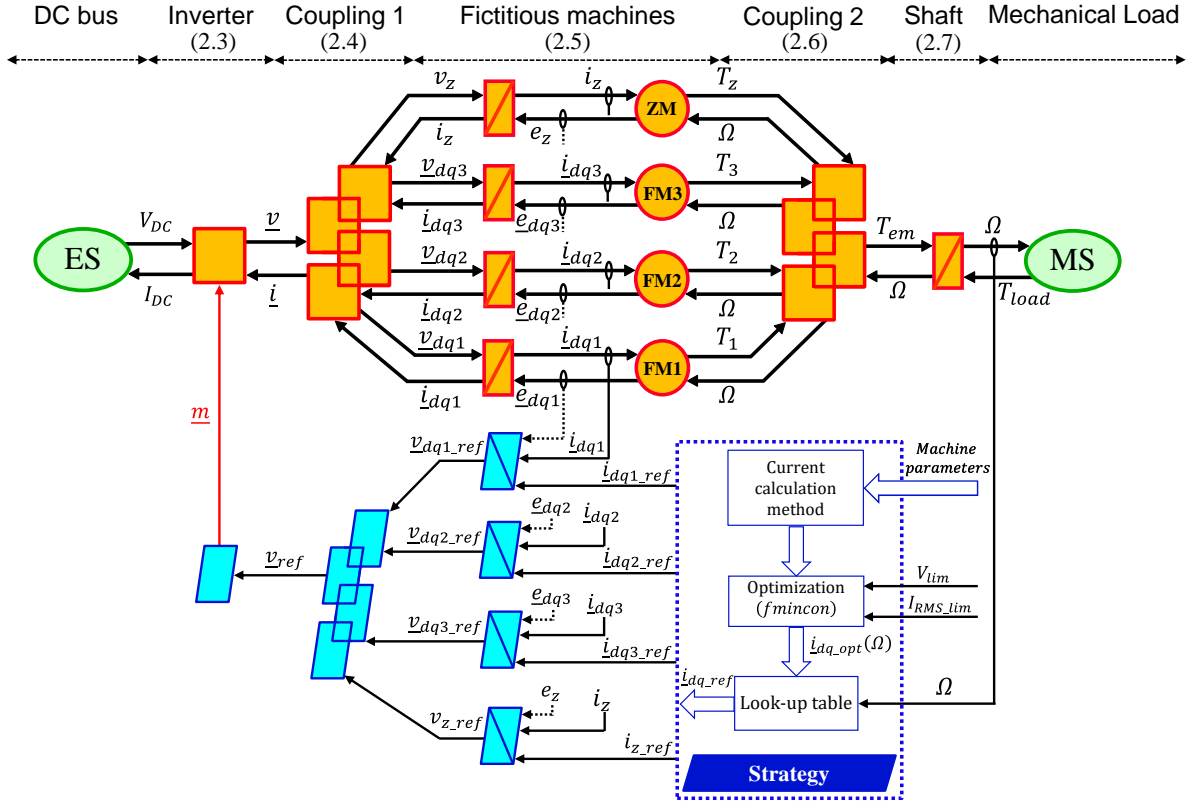 DC bus
Inverter
(2.3)
Coupling 1
(2.4)
Fictitious machines
(2.5)
Coupling 2
(2.6)
Shaft
(2.7)
Mechanical Load
v_z
i_z
T_z
ZM
i_z
e_z
Ω
v_dq3
i_dq3
T_3
FM3
i_dq3
e_dq3
Ω
V_DC
v
T_em
Ω
ES
MS
I_DC
i
Ω
T_load
v_dq2
i_dq2
T_2
FM2
i_dq2
e_dq2
Ω
v_dq1
i_dq1
T_1
FM1
i_dq1
e_dq1
Ω
m
v_dq1_ref
i_dq1
i_dq1_ref
e_dq2
i_dq2
v_dq2_ref
i_dq2_ref
v_ref
e_dq3
i_dq3
v_dq3_ref
i_dq3_ref
e_z
i_z
v_z_ref
i_z_ref
Machine
parameters
Current
calculation
method
V_lim
Optimization
(fmincon)
I_RMS_lim
i_dq_opt(Ω)
i_dq_ref
Look-up table
Ω
Strategy